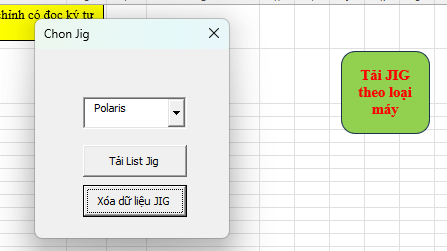 chỉnh có đọc ký tự
Chon Jig
Polaris
Tải List Jig
Xóa dữ liệu JIG
Tải JIG
theo loại
máy